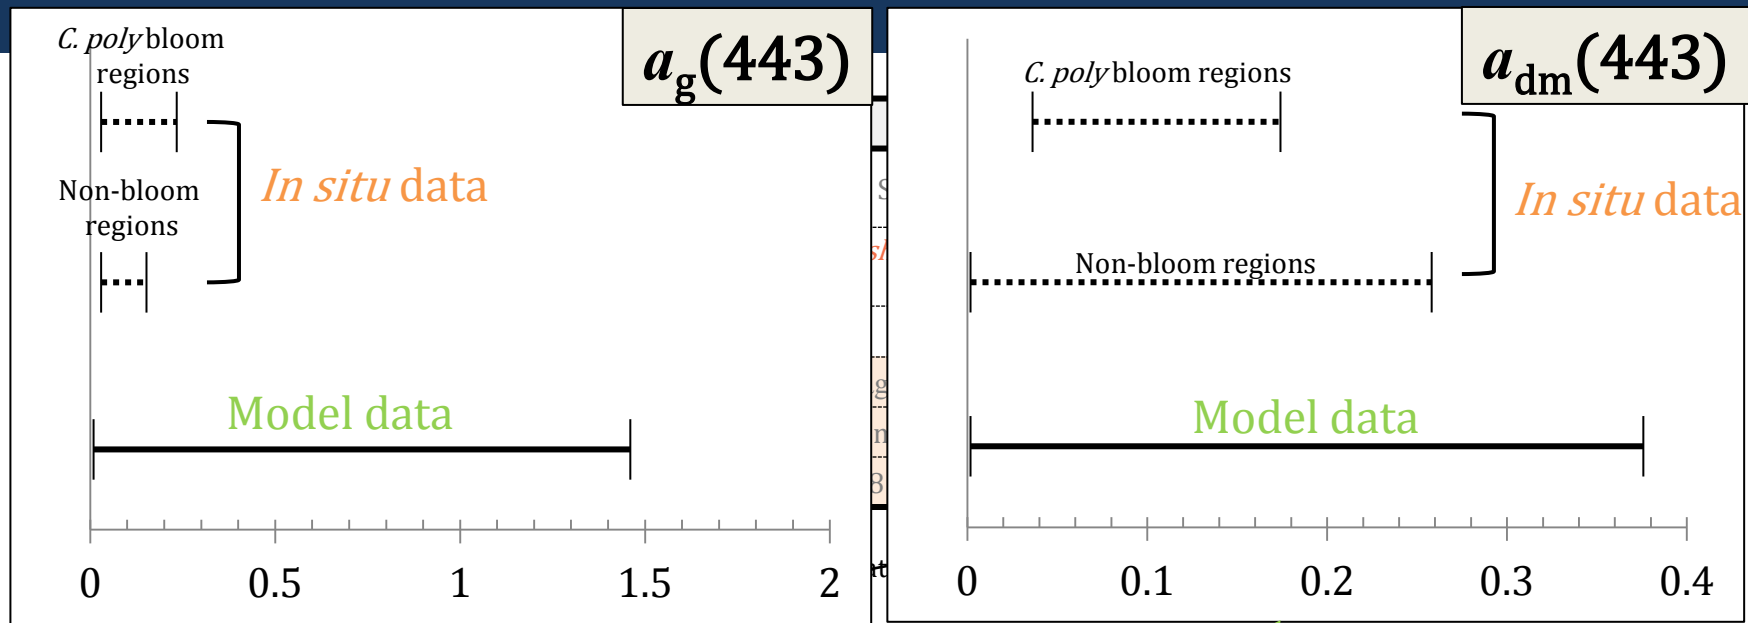 C. poly bloom
regions
a_g(443)
Non-bloom
regions
In situ data
Model data
0 0.5 1 1.5 2
C. poly bloom regions
a_dm(443)
In situ data
Non-bloom regions
Model data
0 0.1 0.2 0.3 0.4